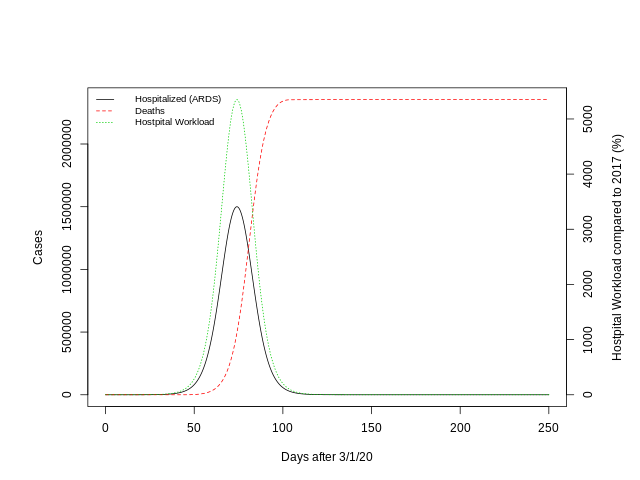 Hospitalized (ARDS)
Deaths
Hostpital Workload
Cases
0
500000
1000000
1500000
2000000
Hostpital Workload compared to 2017 (%)
0
1000
2000
3000
4000
5000
0
50
100
150
200
250
Days after 3/1/20